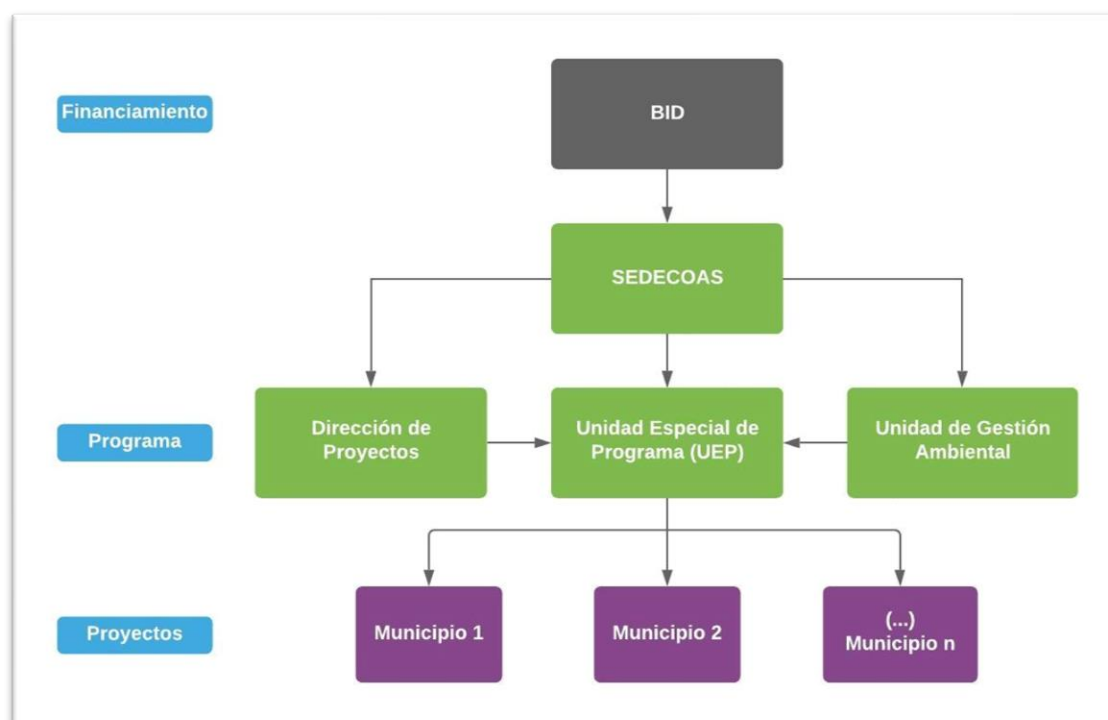 Financiamiento
BID
SEDECOAS
Programa
Dirección de
Proyectos
Unidad Especial de
Programa (UEP)
Unidad de Gestión
Ambiental
Proyectos
Municipio 1
Municipio 2
(...)
Municipio n